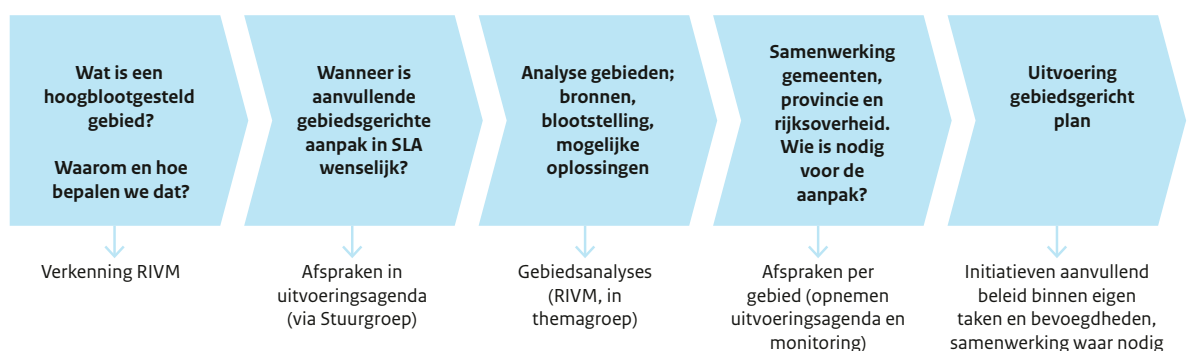 Wat is een
hoogblootgesteld
gebied?
Waarom en hoe
bepalen we dat?
Verkenning RIVM
Wanneer is
aanvullende
gebiedsgerichte
aanpak in SLA
wenselijk?
Afspraken in
uitvoeringsagenda
(via Stuurgroep)
Analyse gebieden;
bronnen,
blootstelling,
mogelijke
oplossingen
Gebiedsanalyses
(RIVM, in
themagroep)
Samenwerking
gemeenten,
provincie en
rijksoverheid.
Wie is nodig
voor de
aanpak?
Afspraken per
gebied (opnemen
uitvoeringsagenda en
monitoring)
Uitvoering
gebiedsgericht
plan
Initiatieven aanvullend
beleid binnen eigen
taken en bevoegdheden,
samenwerking waar nodig